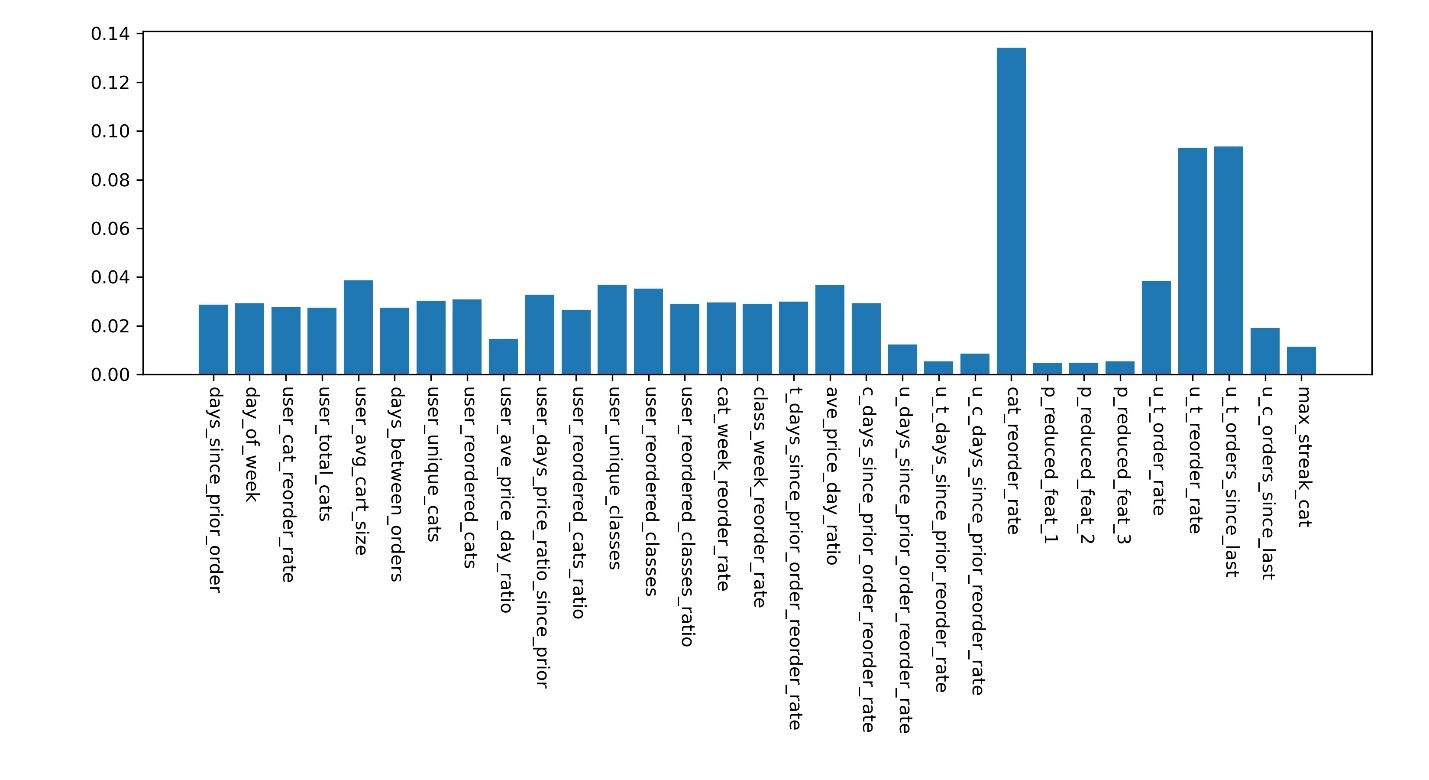 0.14
0.12
0.10
0.08
0.06
0.04
0.02
0.00
days_since_prior_order
day_of_week
user_cat_reorder_rate
user_total_cats
user_avg_cart_size
days_between_orders
user_unique_cats
user_reordered_cats
user_ave_price_day_ratio
user_days_price_ratio_since_prior
user_reordered_cats_ratio
user_unique_classes
user_reordered_classes
user_reordered_classes_ratio
cat_week_reorder_rate
class_week_reorder_rate
t_days_since_prior_order_reorder_rate
ave_price_day_ratio
c_days_since_prior_order_reorder_rate
u_days_since_prior_order_reorder_rate
u_t_days_since_prior_reorder_rate
u_c_days_since_prior_reorder_rate
cat_reorder_rate
p_reduced_feat_1
p_reduced_feat_2
p_reduced_feat_3
u_t_order_rate
u_t_reorder_rate
u_t_orders_since_last
u_c_orders_since_last
max_streak_cat